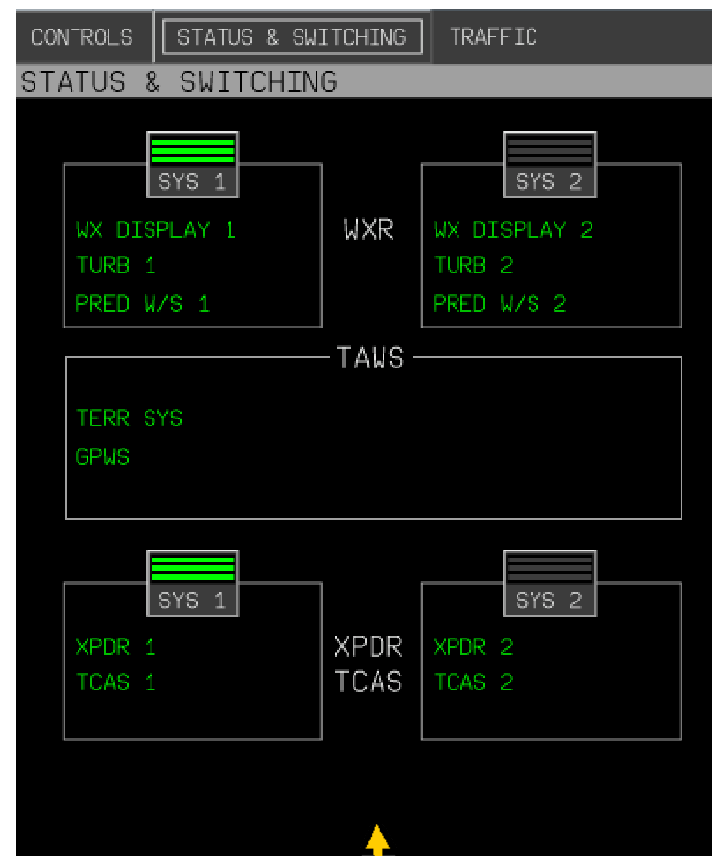 CONTROLS STATUS & SWITCHING TRAFFIC
STATUS & SWITCHING
SYS 1 SYS 2
WX DISPLAY 1 WXR WX DISPLAY 2
TURB 1 TURB 2
PRED W/S 1 PRED W/S 2
TAWS
TERR SYS
GPWS
SYS 1 SYS 2
XPDR 1 XPDR XPDR 2
TCAS 1 TCAS TCAS 2